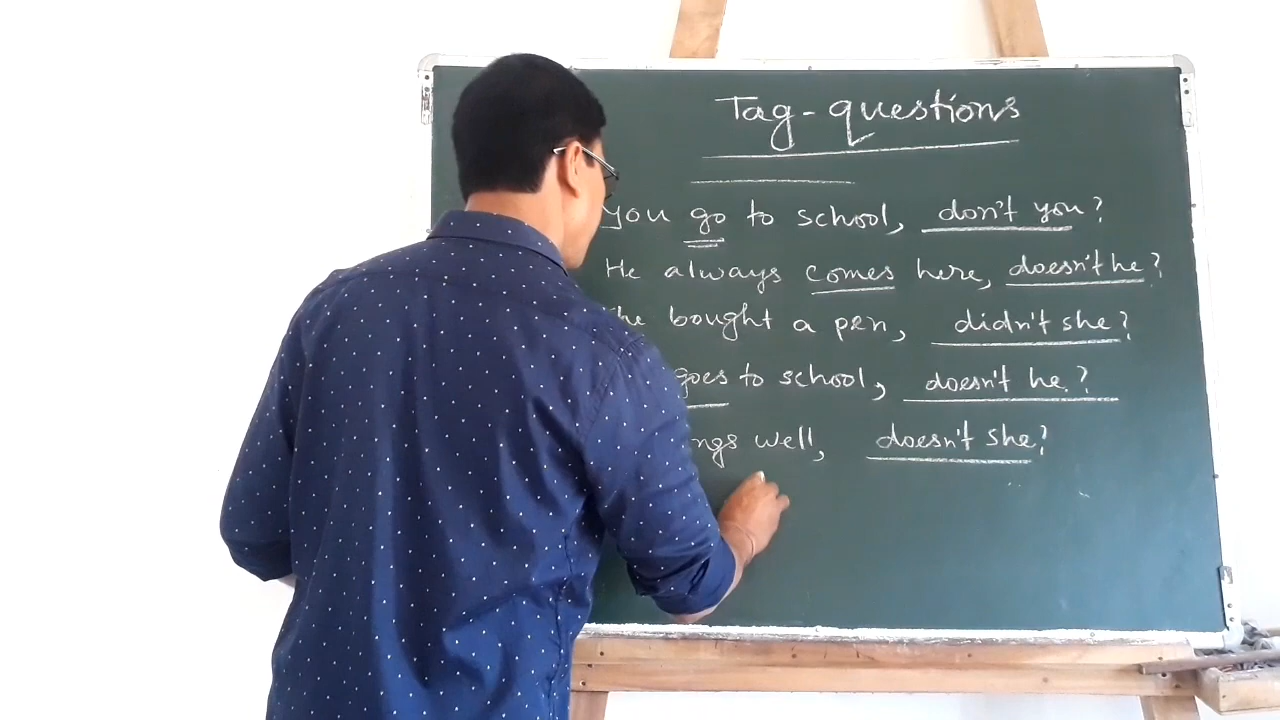 Tag-questions
You go to school, don't you?
He always comes here, doesn't he?
bought a pen, didn't she?
goes to school, doesn't he?
well, doesn't she?